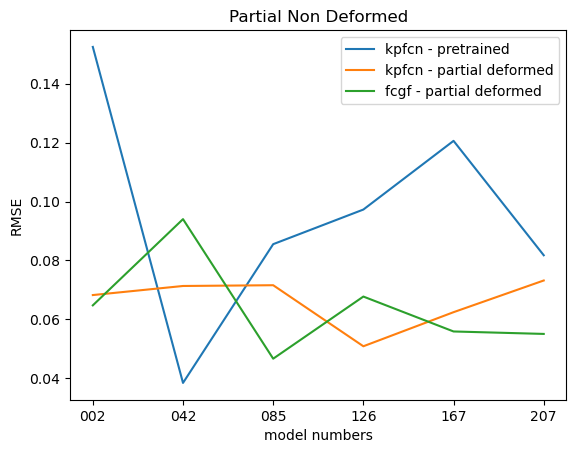 Partial Non Deformed
kpfcn - pretrained
kpfcn - partial deformed
fcgf - partial deformed
RMSE
0.14
0.12
0.10
0.08
0.06
0.04
002 042 085 126 167 207
model numbers